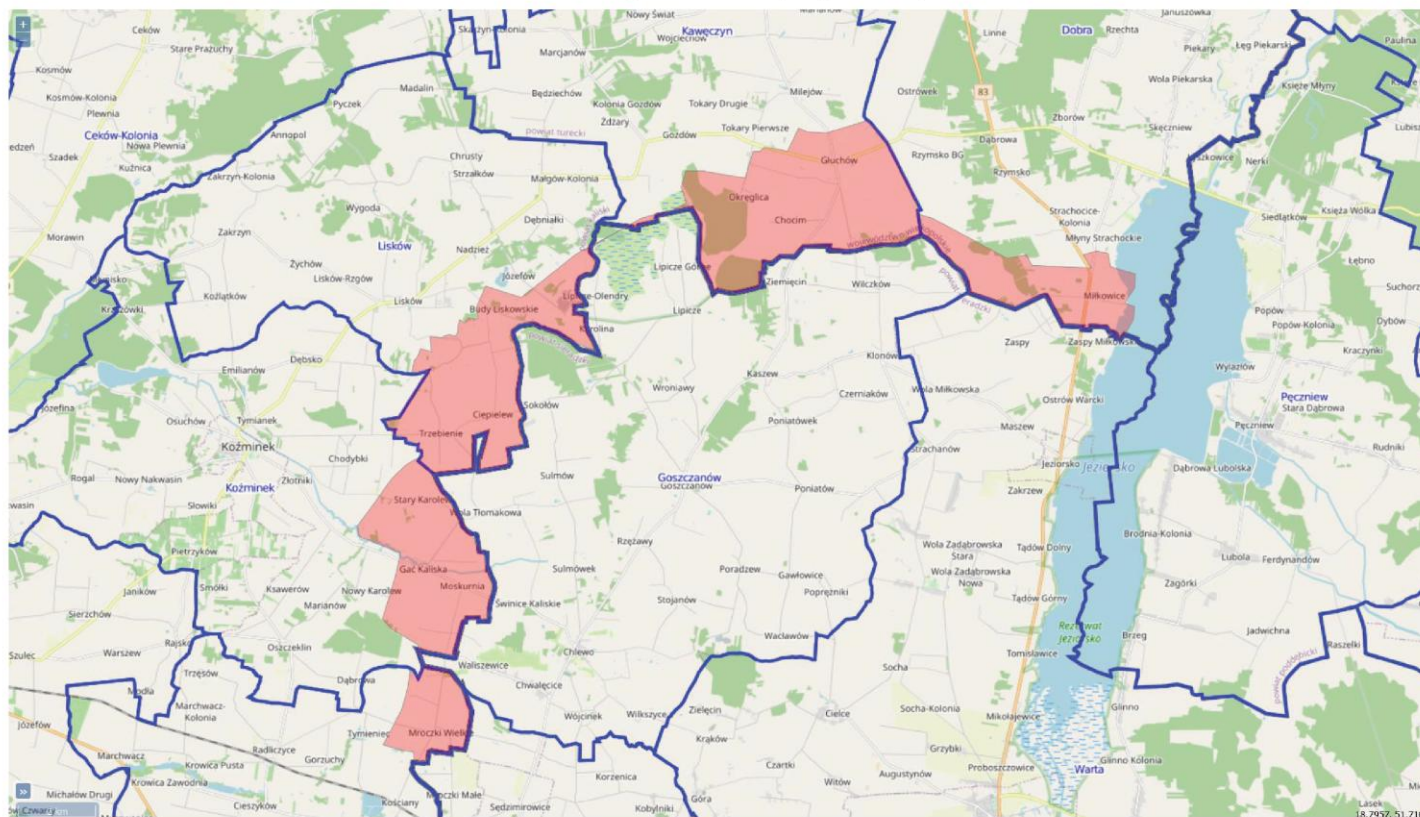 Nowy Świat
Marianów
Januszówka
Ceków
Skarżyn-Kolonia
Kawęczyn
Wojciechów
Linne
Dobra
Rzechta
Łęg Piekarski
Paulina
Stare Prażuchy
Marcjanów
Piekary
Kosmów
Madalin
Będziechów
Kolonia Gozdów
Tokary Drugie
Milejów
Ostrówek
83
Wola Piekarska
Księże Młyny
Kosmów-Kolonia
Plewnia
Pyczek
Zdżary
Zborów
Ceków-Kolonia
Annopol
powiat turecki
Gozdów
Tokary Pierwsze
Skęczniew
Nowa Plewnia
Dąbrowa
Szadek
Chrusty
Głuchów
Rzymsko BG
Nerki
Kuźnica
Zakrzyn-Kolonia
Strzałków
Małgów-Kolonia
Rzymsko
Wygoda
Okręglica
Strachocice-
Kolonia
Siedlątków
Księża Wólka
Morawin
Zakrzyn
Lisków
Dębniałki
Chocim
Młyny Strachockie
Nadzież
Żychów
Józefów
Lipicze Górne
Łębno
Lisków-Rzgów
Ziemięcin
Wilczków
Koźlątków
Lisków
Lipicze-Olendry
Miłkowice
Budy Liskowskie
Lipicze
Popów
Karolina
Popów-Kolonia
Dybów
Dębsko
Zaspy
Zaspy Miłkowskie
Klonów
Kraczynki
Emilianów
Kaszew
Wylazłów
Józefina
Wroniawy
Wola Miłkowska
Czerniaków
Sokołów
Ostrów Warcki
Pęczniew
Osuchów
Tymianek
Ciepielew
Poniatówek
Stara Dąbrowa
Koźminek
Trzebienie
Maszew
Pęczniew
Strachanów
Rudniki
Chodybki
Jeziorsko
Jeziorsko
Rogal
Nowy Nakwasin
Złotniki
Sulmów
Goszczanów
Goszczanów
Dąbrowa Lubolska
Koźminek
Stary Karolew
Poniatów
Zakrzew
Słowiki
Wola Tłomakowa
Brodnia-Kolonia
Pietrzyków
Rzężawy
Wola Zadąbrowska
Stara
Tądów Dolny
Lubola
Ferdynandów
Gać Kaliska
Sulmówek
Poradzew
Gawłowice
Wola Zadąbrowska
Nowa
Zagórki
Janików
Smółki
Ksawerów
Nowy Karolew
Moskurnia
Poprężniki
Sierzchów
Marianów
Świnice Kaliskie
Stojanów
Tądów Górny
Rezerwat
Jeziorsko
Brzeg
Jadwichna
Raszelki
Rajsko
Wacławów
Szulec
Warszew
Oszczeklin
Chlewo
Tomisławice
Trzęsów
Waliszewice
Socha
powiat poddębicki
Modła
Dąbrowa
Chwalęcice
Marchwacz-
Kolonia
Zielęcin
Socha-Kolonia
Glinno
Józefów
Tymieniec
Mroczki Wielkie
Wójcinek
Wilkszyce
Cielce
Mikołajewice
Kraków
Radliczyce
Marchwacz
Krowica Pusta
Gorzuchy
Grzybki
Glinno Kolonia
Czartki
Proboszczowice
Warta
Krowica Zawodnia
Korzenica
Augustynów
Michałów Drugi
Kościany
Mroczki Małe
Góra
Witów
Cieszyków
Sędzimirowice
Kobylniki
Lasek